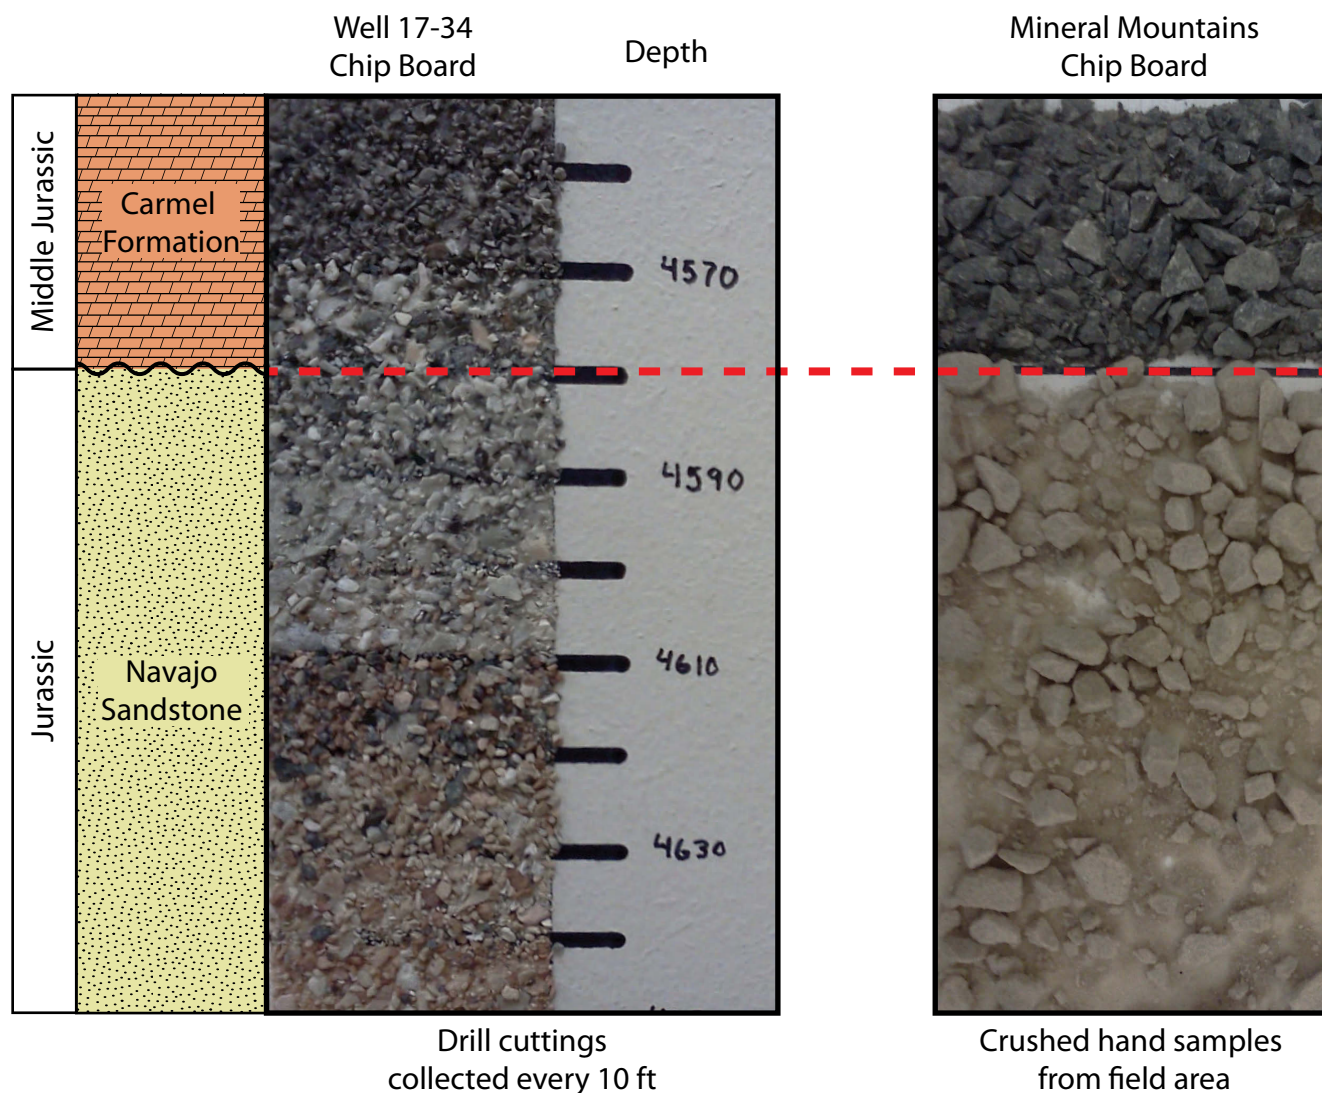 Well 17-34
Chip Board
Depth
Mineral Mountains
Chip Board
Middle Jurassic
Carmel
Formation
4570
4590
Jurassic
Navajo
Sandstone
4610
4630
Drill cuttings
collected every 10 ft
Crushed hand samples
from field area